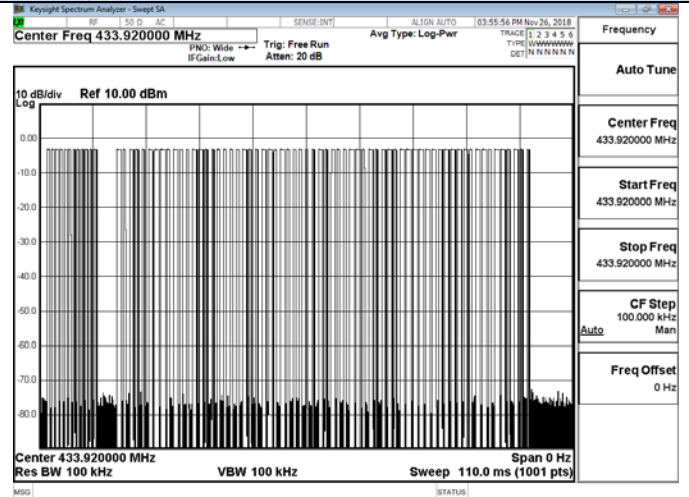 Keysight Spectrum Analyzer - Swept SA
RF 50 Ω AC SENSE:INT ALIGN AUTO 03:55:56 PM Nov 26, 2018
Center Freq 433.920000 MHz
PNO: Wide
IFGain:Low
Trig: Free Run
Atten: 20 dB
Avg Type: Log-Pwr
TRACE 1 2 3 4 5 6
TYPE WWWWWW
DET N N N N N N
Frequency
Auto Tune
Center Freq
433.920000 MHz
Start Freq
433.920000 MHz
Stop Freq
433.920000 MHz
CF Step
100.000 kHz
Auto Man
Freq Offset
0 Hz
10 dB/div Ref 10.00 dBm
Log
0.00
-10.0
-20.0
-30.0
-40.0
-50.0
-60.0
-70.0
-80.0
Center 433.920000 MHz Span 0 Hz
Res BW 100 kHz VBW 100 kHz Sweep 110.0 ms (1001 pts)
MSG STATUS